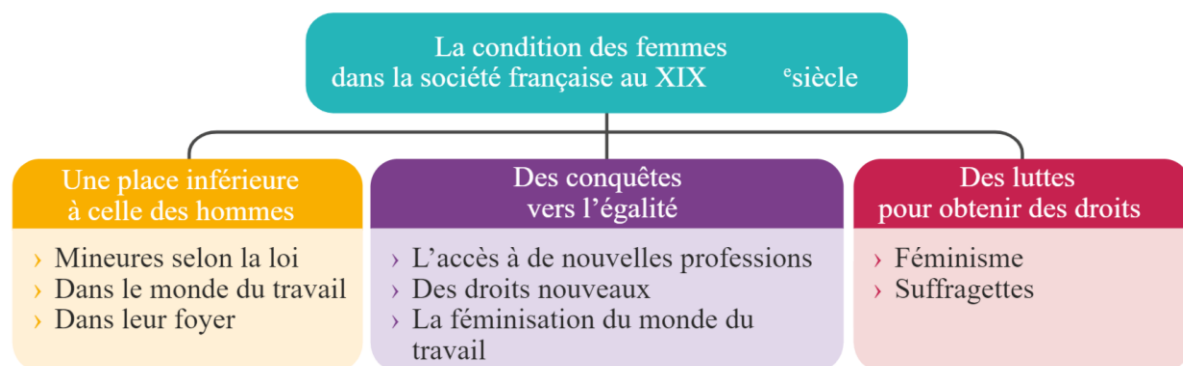 La condition des femmes
dans la société française au XIX esiècle
Une place inférieure
à celle des hommes
› Mineures selon la loi
› Dans le monde du travail
› Dans leur foyer
Des conquêtes
vers l’égalité
› L’accès à de nouvelles professions
› Des droits nouveaux
› La féminisation du monde du
travail
Des luttes
pour obtenir des droits
› Féminisme
› Suffragettes